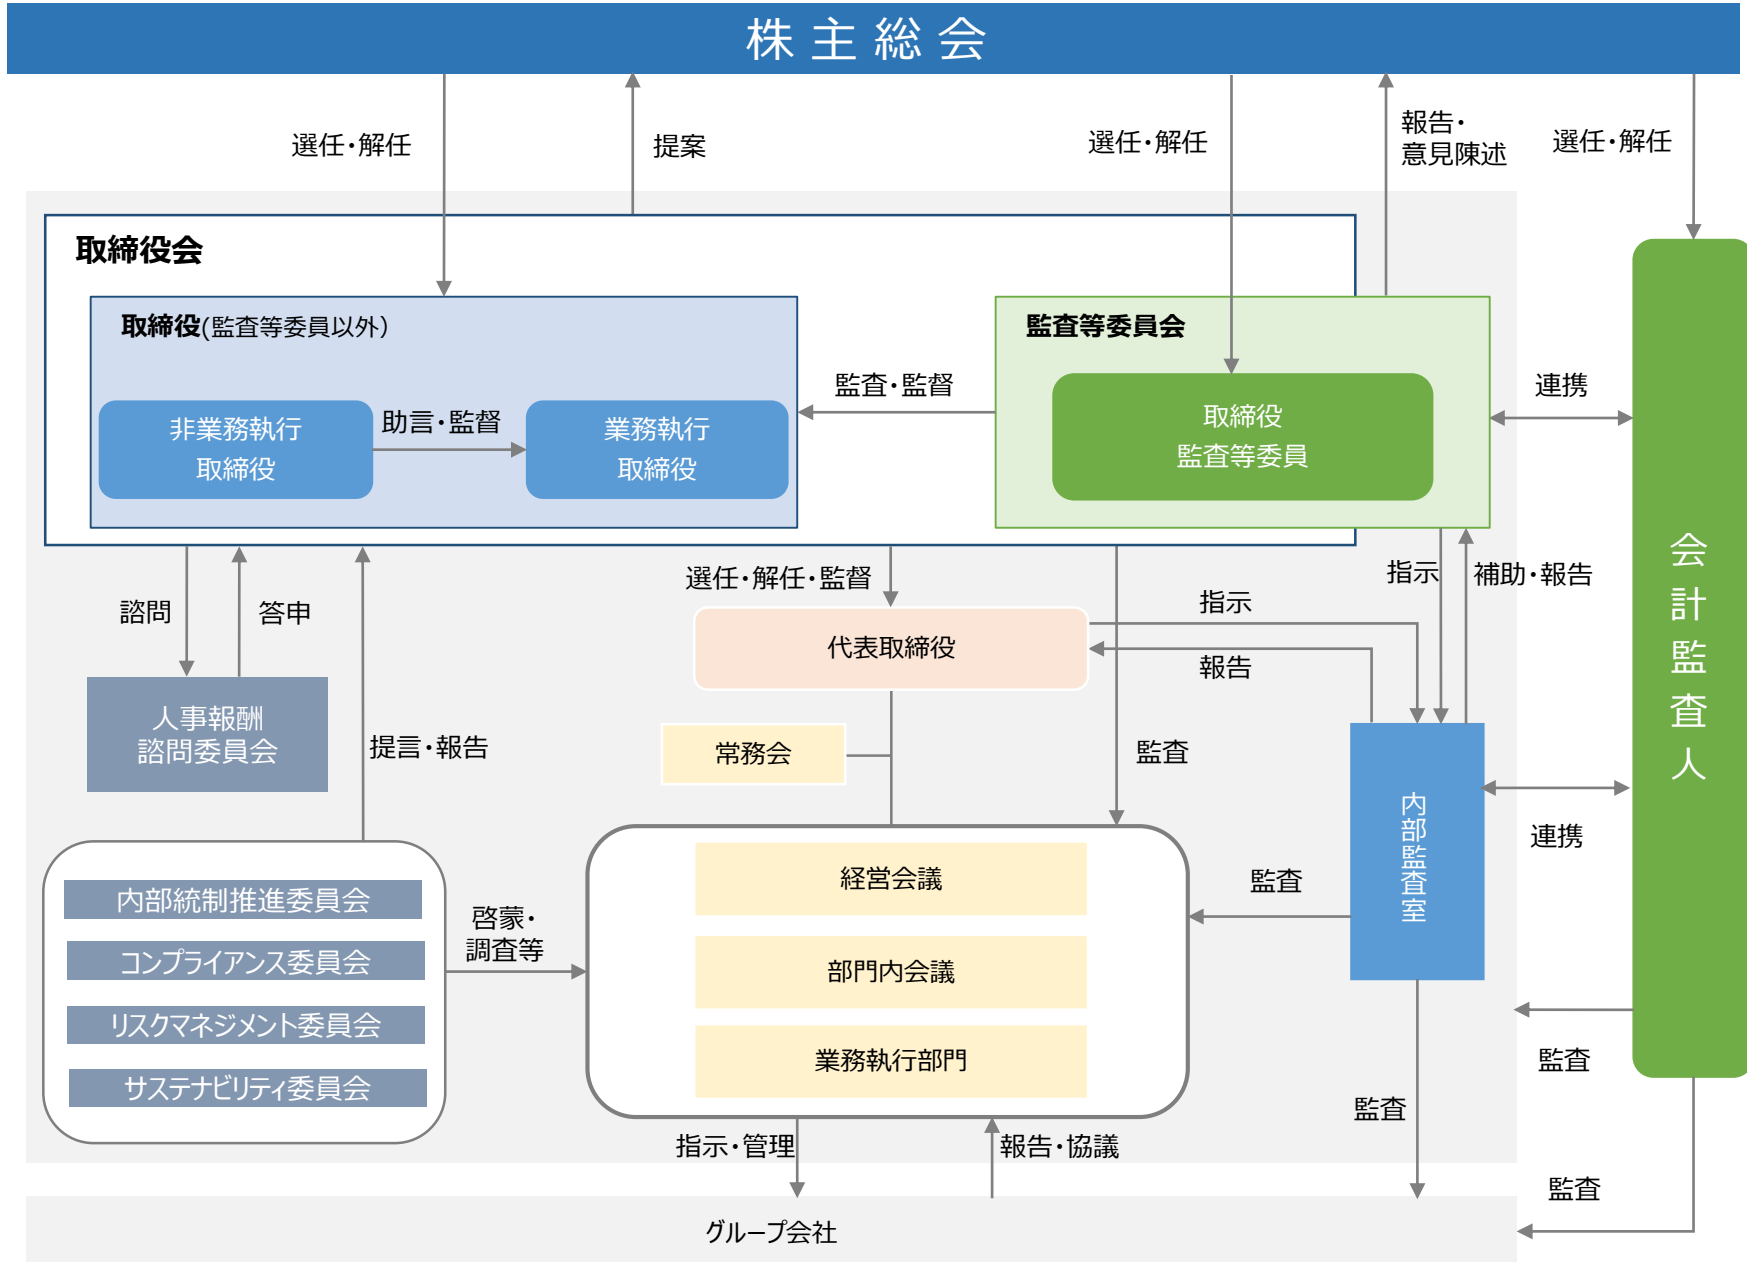 株主総会
選任・解任
提案
選任・解任
報告・
意見陳述
選任・解任
取締役会
取締役(監査等委員以外)
非業務執行
取締役
助言・監督
業務執行
取締役
監査・監督
監査等委員会
取締役
監査等委員
連携
会計監査人
諮問
答申
選任・解任・監督
指示
補助・報告
指示
報告
代表取締役
人事報酬
諮問委員会
提言・報告
常務会
監査
内部監査室
連携
内部統制推進委員会
コンプライアンス委員会
リスクマネジメント委員会
サステナビリティ委員会
啓蒙・
調査等
経営会議
部門内会議
業務執行部門
監査
監査
監査
指示・管理
報告・協議
監査
グループ会社